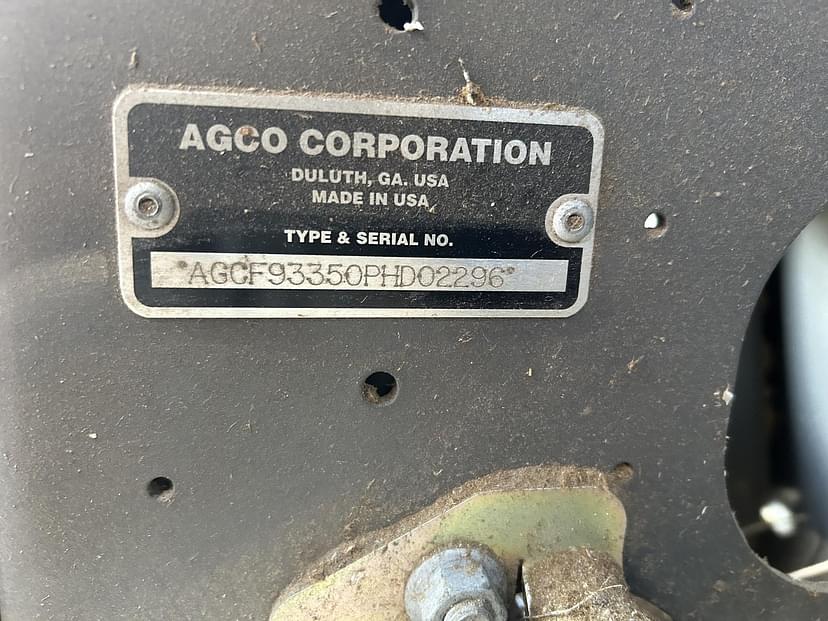 AGCO CORPORATION
DULUTH, GA. USA
MADE IN USA
TYPE & SERIAL NO.
*AGCF93350PHD02296*